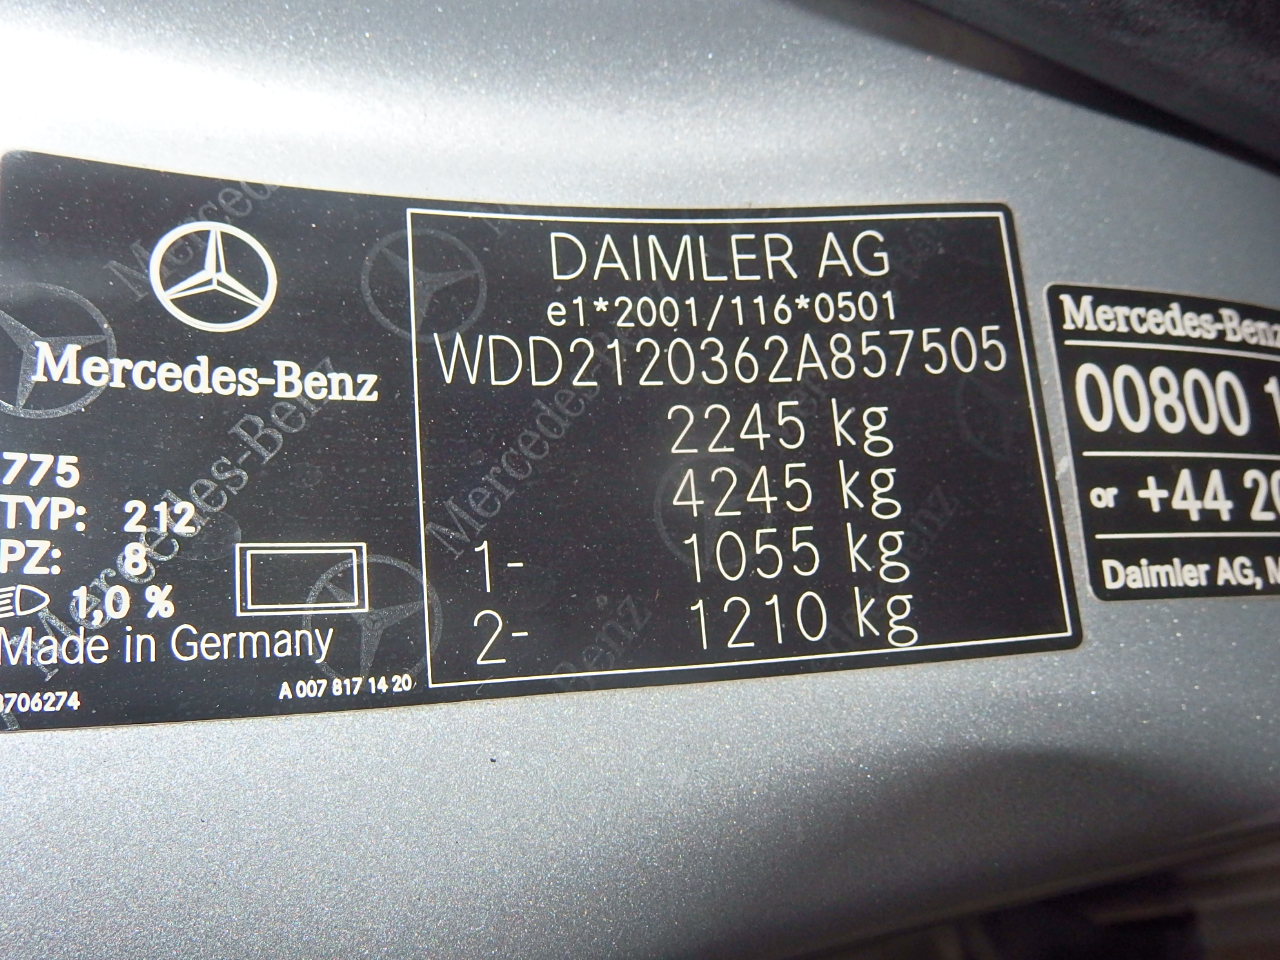 Mercedes-Benz
775
TYP: 212
PZ: 8
1,0 %
Made in Germany
3706274
A 007 817 14 20
DAIMLER AG
e1*2001/116*0501
WDD2120362A857505
2245 kg
4245 kg
1- 1055 kg
2- 1210 kg
Mercedes-Benz
00800 1
or +44 20
Daimler AG, M